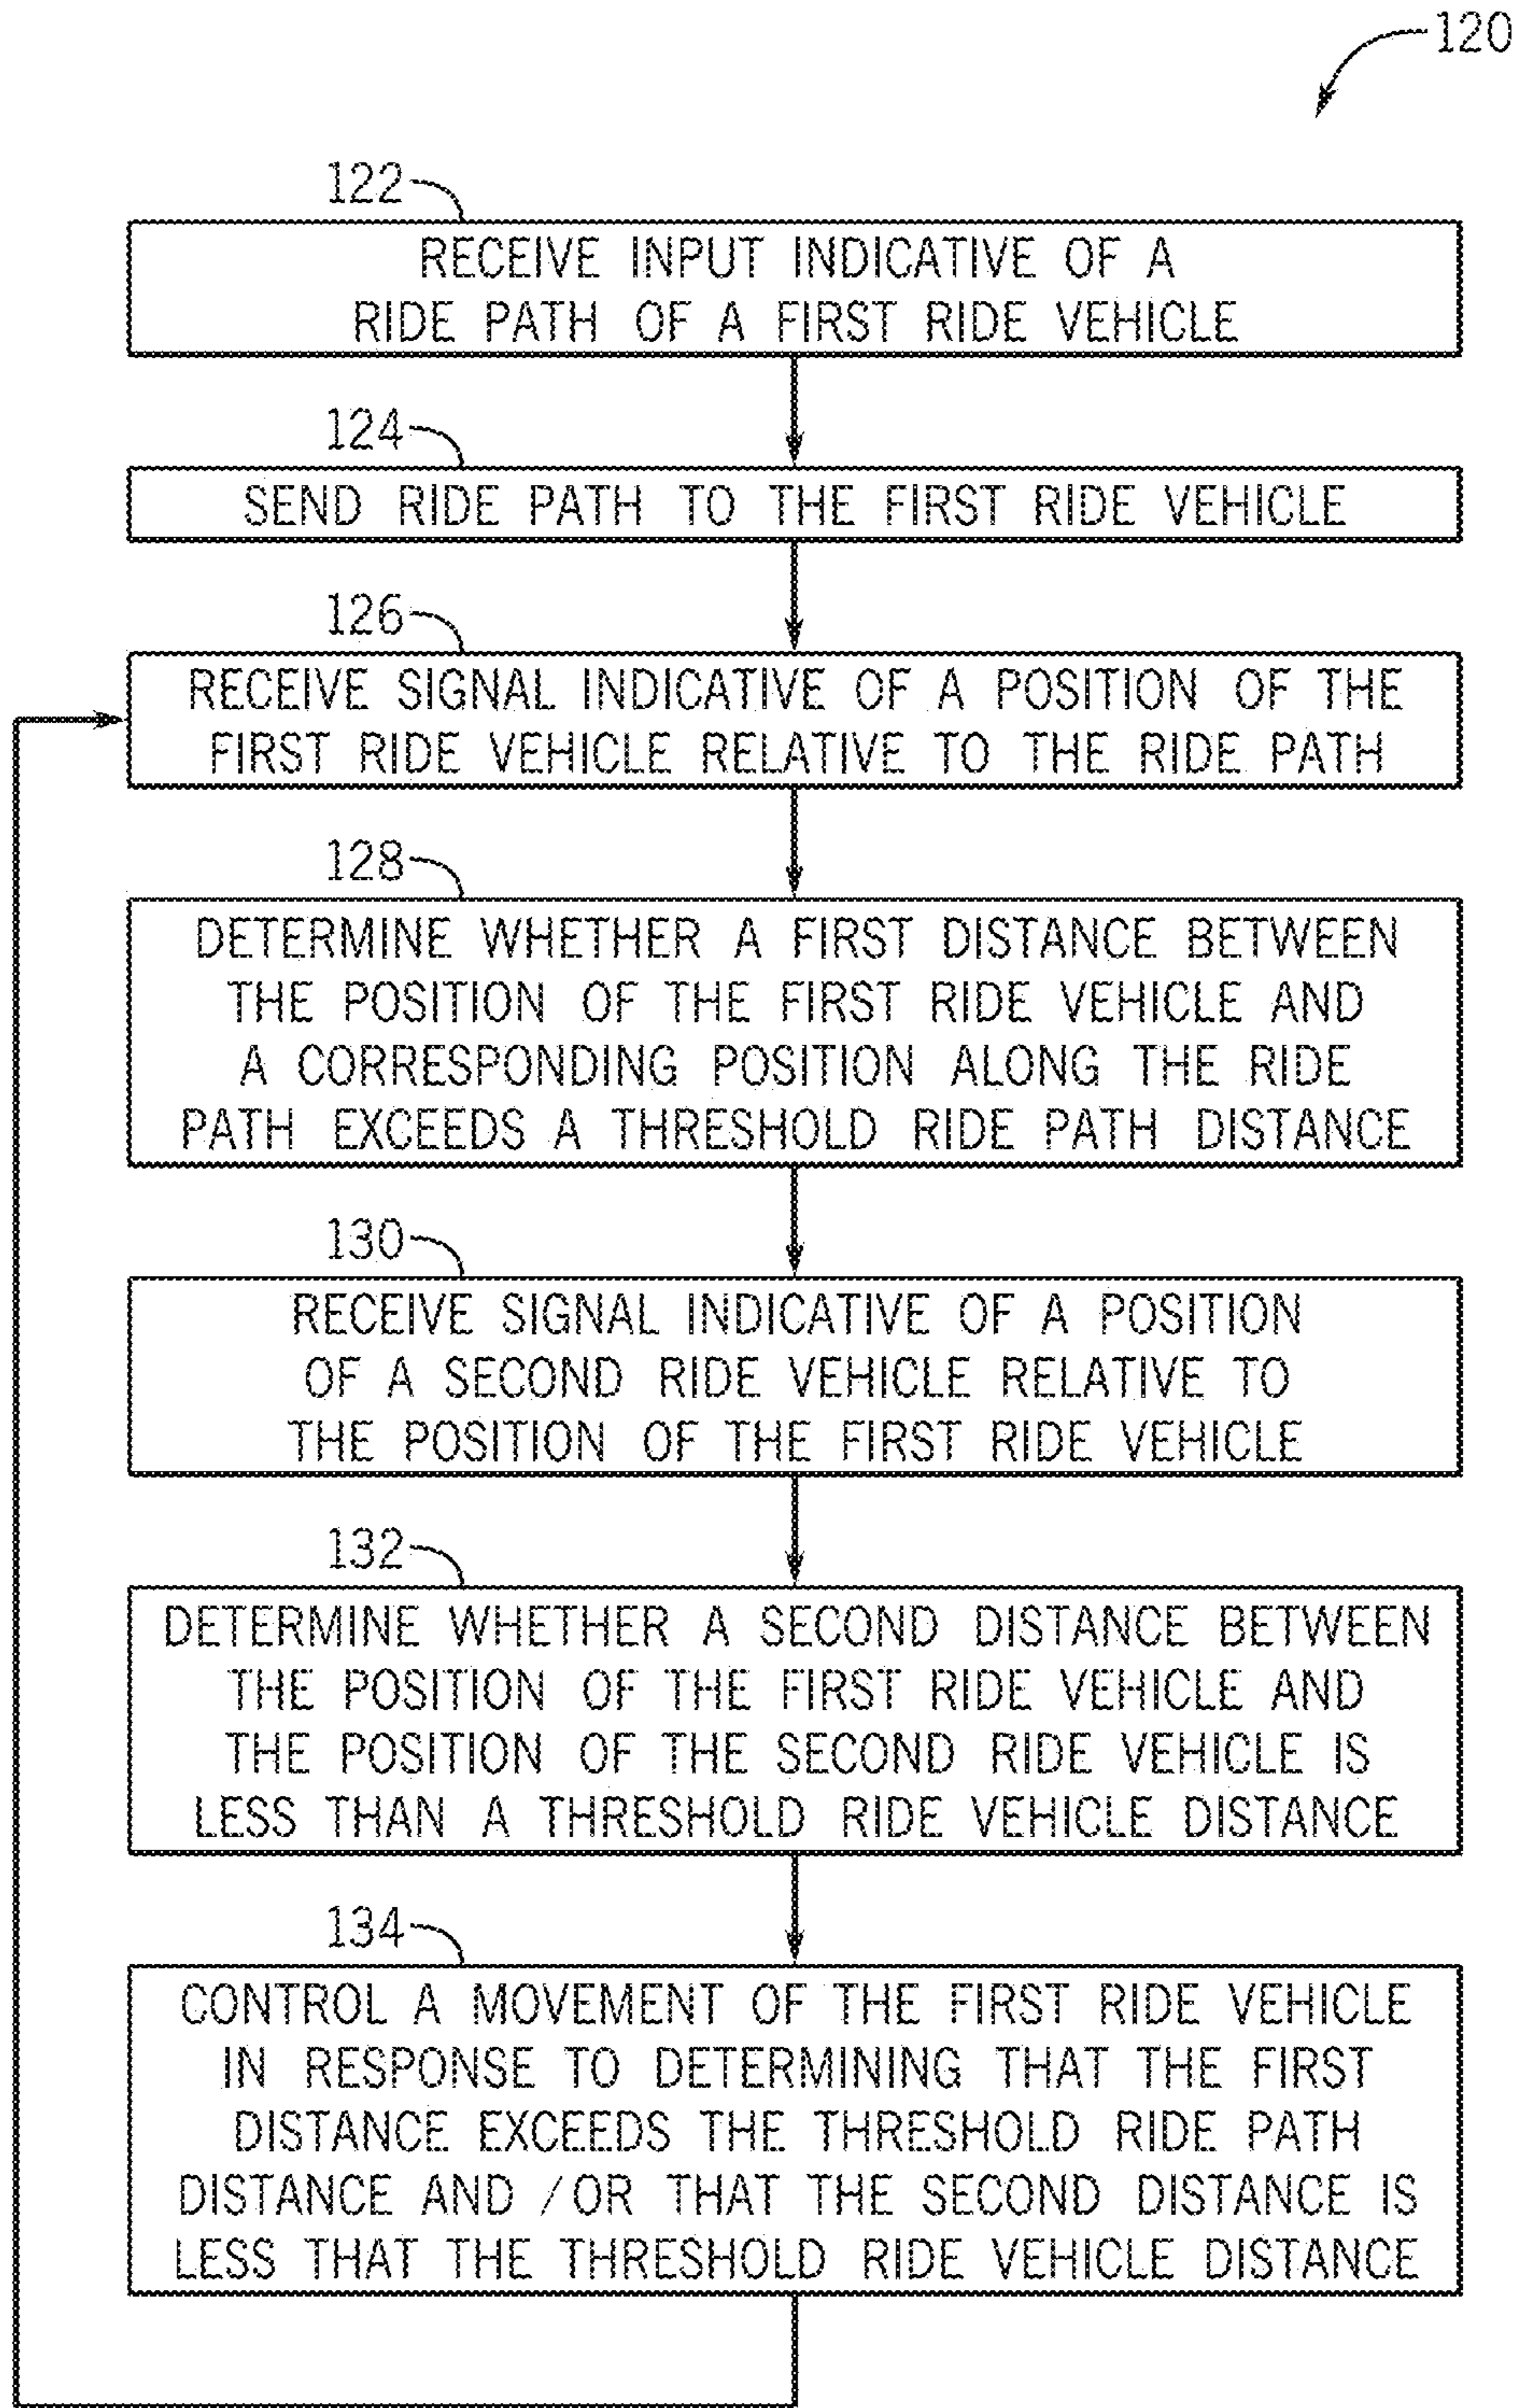 120
122
RECEIVE INPUT INDICATIVE OF A
RIDE PATH OF A FIRST RIDE VEHICLE
124
SEND RIDE PATH TO THE FIRST RIDE VEHICLE
126
RECEIVE SIGNAL INDICATIVE OF A POSITION OF THE
FIRST RIDE VEHICLE RELATIVE TO THE RIDE PATH
128
DETERMINE WHETHER A FIRST DISTANCE BETWEEN
THE POSITION OF THE FIRST RIDE VEHICLE AND
A CORRESPONDING POSITION ALONG THE RIDE
PATH EXCEEDS A THRESHOLD RIDE PATH DISTANCE
130
RECEIVE SIGNAL INDICATIVE OF A POSITION
OF A SECOND RIDE VEHICLE RELATIVE TO
THE POSITION OF THE FIRST RIDE VEHICLE
132
DETERMINE WHETHER A SECOND DISTANCE BETWEEN
THE POSITION OF THE FIRST RIDE VEHICLE AND
THE POSITION OF THE SECOND RIDE VEHICLE IS
LESS THAN A THRESHOLD RIDE VEHICLE DISTANCE
134
CONTROL A MOVEMENT OF THE FIRST RIDE VEHICLE
IN RESPONSE TO DETERMINING THAT THE FIRST
DISTANCE EXCEEDS THE THRESHOLD RIDE PATH
DISTANCE AND /OR THAT THE SECOND DISTANCE IS
LESS THAT THE THRESHOLD RIDE VEHICLE DISTANCE